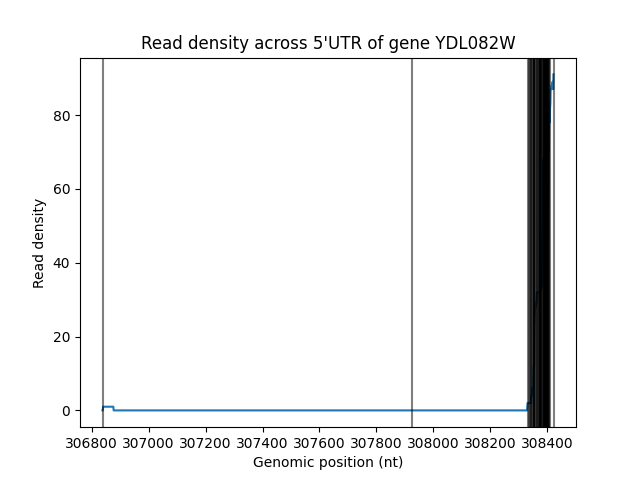 Read density across 5'UTR of gene YDL082W
Read density
80
60
40
20
0
306800 307000 307200 307400 307600 307800 308000 308200 308400
Genomic position (nt)